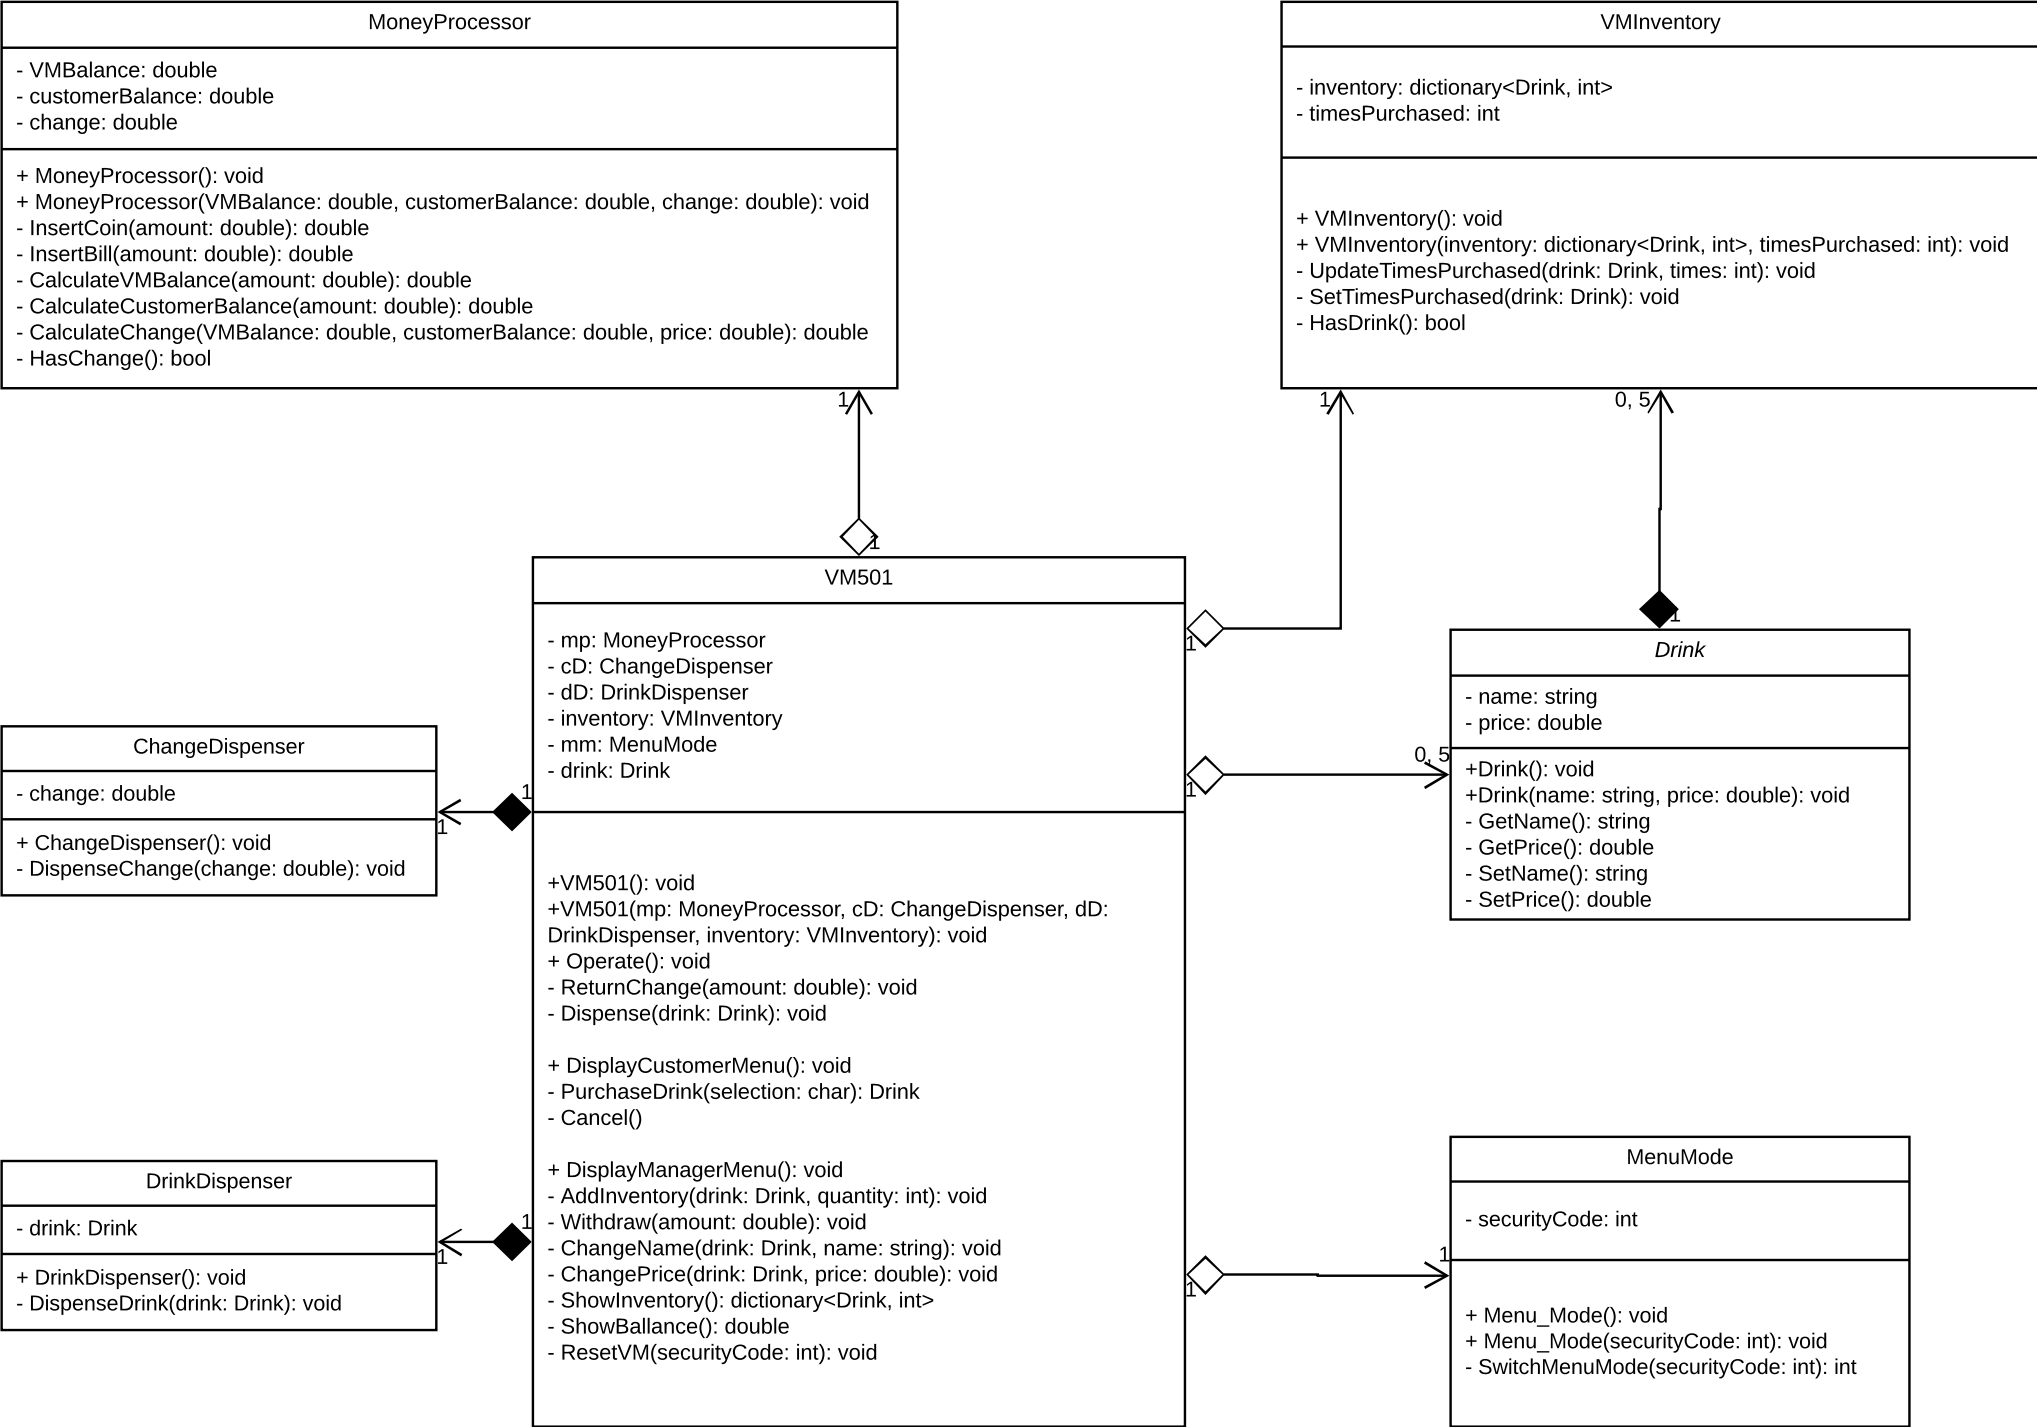 MoneyProcessor
- VMBalance: double
- customerBalance: double
- change: double
+ MoneyProcessor(): void
+ MoneyProcessor(VMBalance: double, customerBalance: double, change: double): void
- InsertCoin(amount: double): double
- InsertBill(amount: double): double
- CalculateVMBalance(amount: double): double
- CalculateCustomerBalance(amount: double): double
- CalculateChange(VMBalance: double, customerBalance: double, price: double): double
- HasChange(): bool
VMInventory
- inventory: dictionary<Drink, int>
- timesPurchased: int
+ VMInventory(): void
+ VMInventory(inventory: dictionary<Drink, int>, timesPurchased: int): void
- UpdateTimesPurchased(drink: Drink, times: int): void
- SetTimesPurchased(drink: Drink): void
- HasDrink(): bool
1
1
0, 5
1
VM501
- mp: MoneyProcessor
- cD: ChangeDispenser
- dD: DrinkDispenser
- inventory: VMInventory
- mm: MenuMode
- drink: Drink
+VM501(): void
+VM501(mp: MoneyProcessor, cD: ChangeDispenser, dD:
DrinkDispenser, inventory: VMInventory): void
+ Operate(): void
- ReturnChange(amount: double): void
- Dispense(drink: Drink): void
+ DisplayCustomerMenu(): void
- PurchaseDrink(selection: char): Drink
- Cancel()
+ DisplayManagerMenu(): void
- AddInventory(drink: Drink, quantity: int): void
- Withdraw(amount: double): void
- ChangeName(drink: Drink, name: string): void
- ChangePrice(drink: Drink, price: double): void
- ShowInventory(): dictionary<Drink, int>
- ShowBallance(): double
- ResetVM(securityCode: int): void
1
1
1
0, 5
Drink
- name: string
- price: double
+Drink(): void
+Drink(name: string, price: double): void
- GetName(): string
- GetPrice(): double
- SetName(): string
- SetPrice(): double
ChangeDispenser
- change: double
+ ChangeDispenser(): void
- DispenseChange(change: double): void
1
1
DrinkDispenser
- drink: Drink
+ DrinkDispenser(): void
- DispenseDrink(drink: Drink): void
1
1
1
1
MenuMode
- securityCode: int
+ Menu_Mode(): void
+ Menu_Mode(securityCode: int): void
- SwitchMenuMode(securityCode: int): int